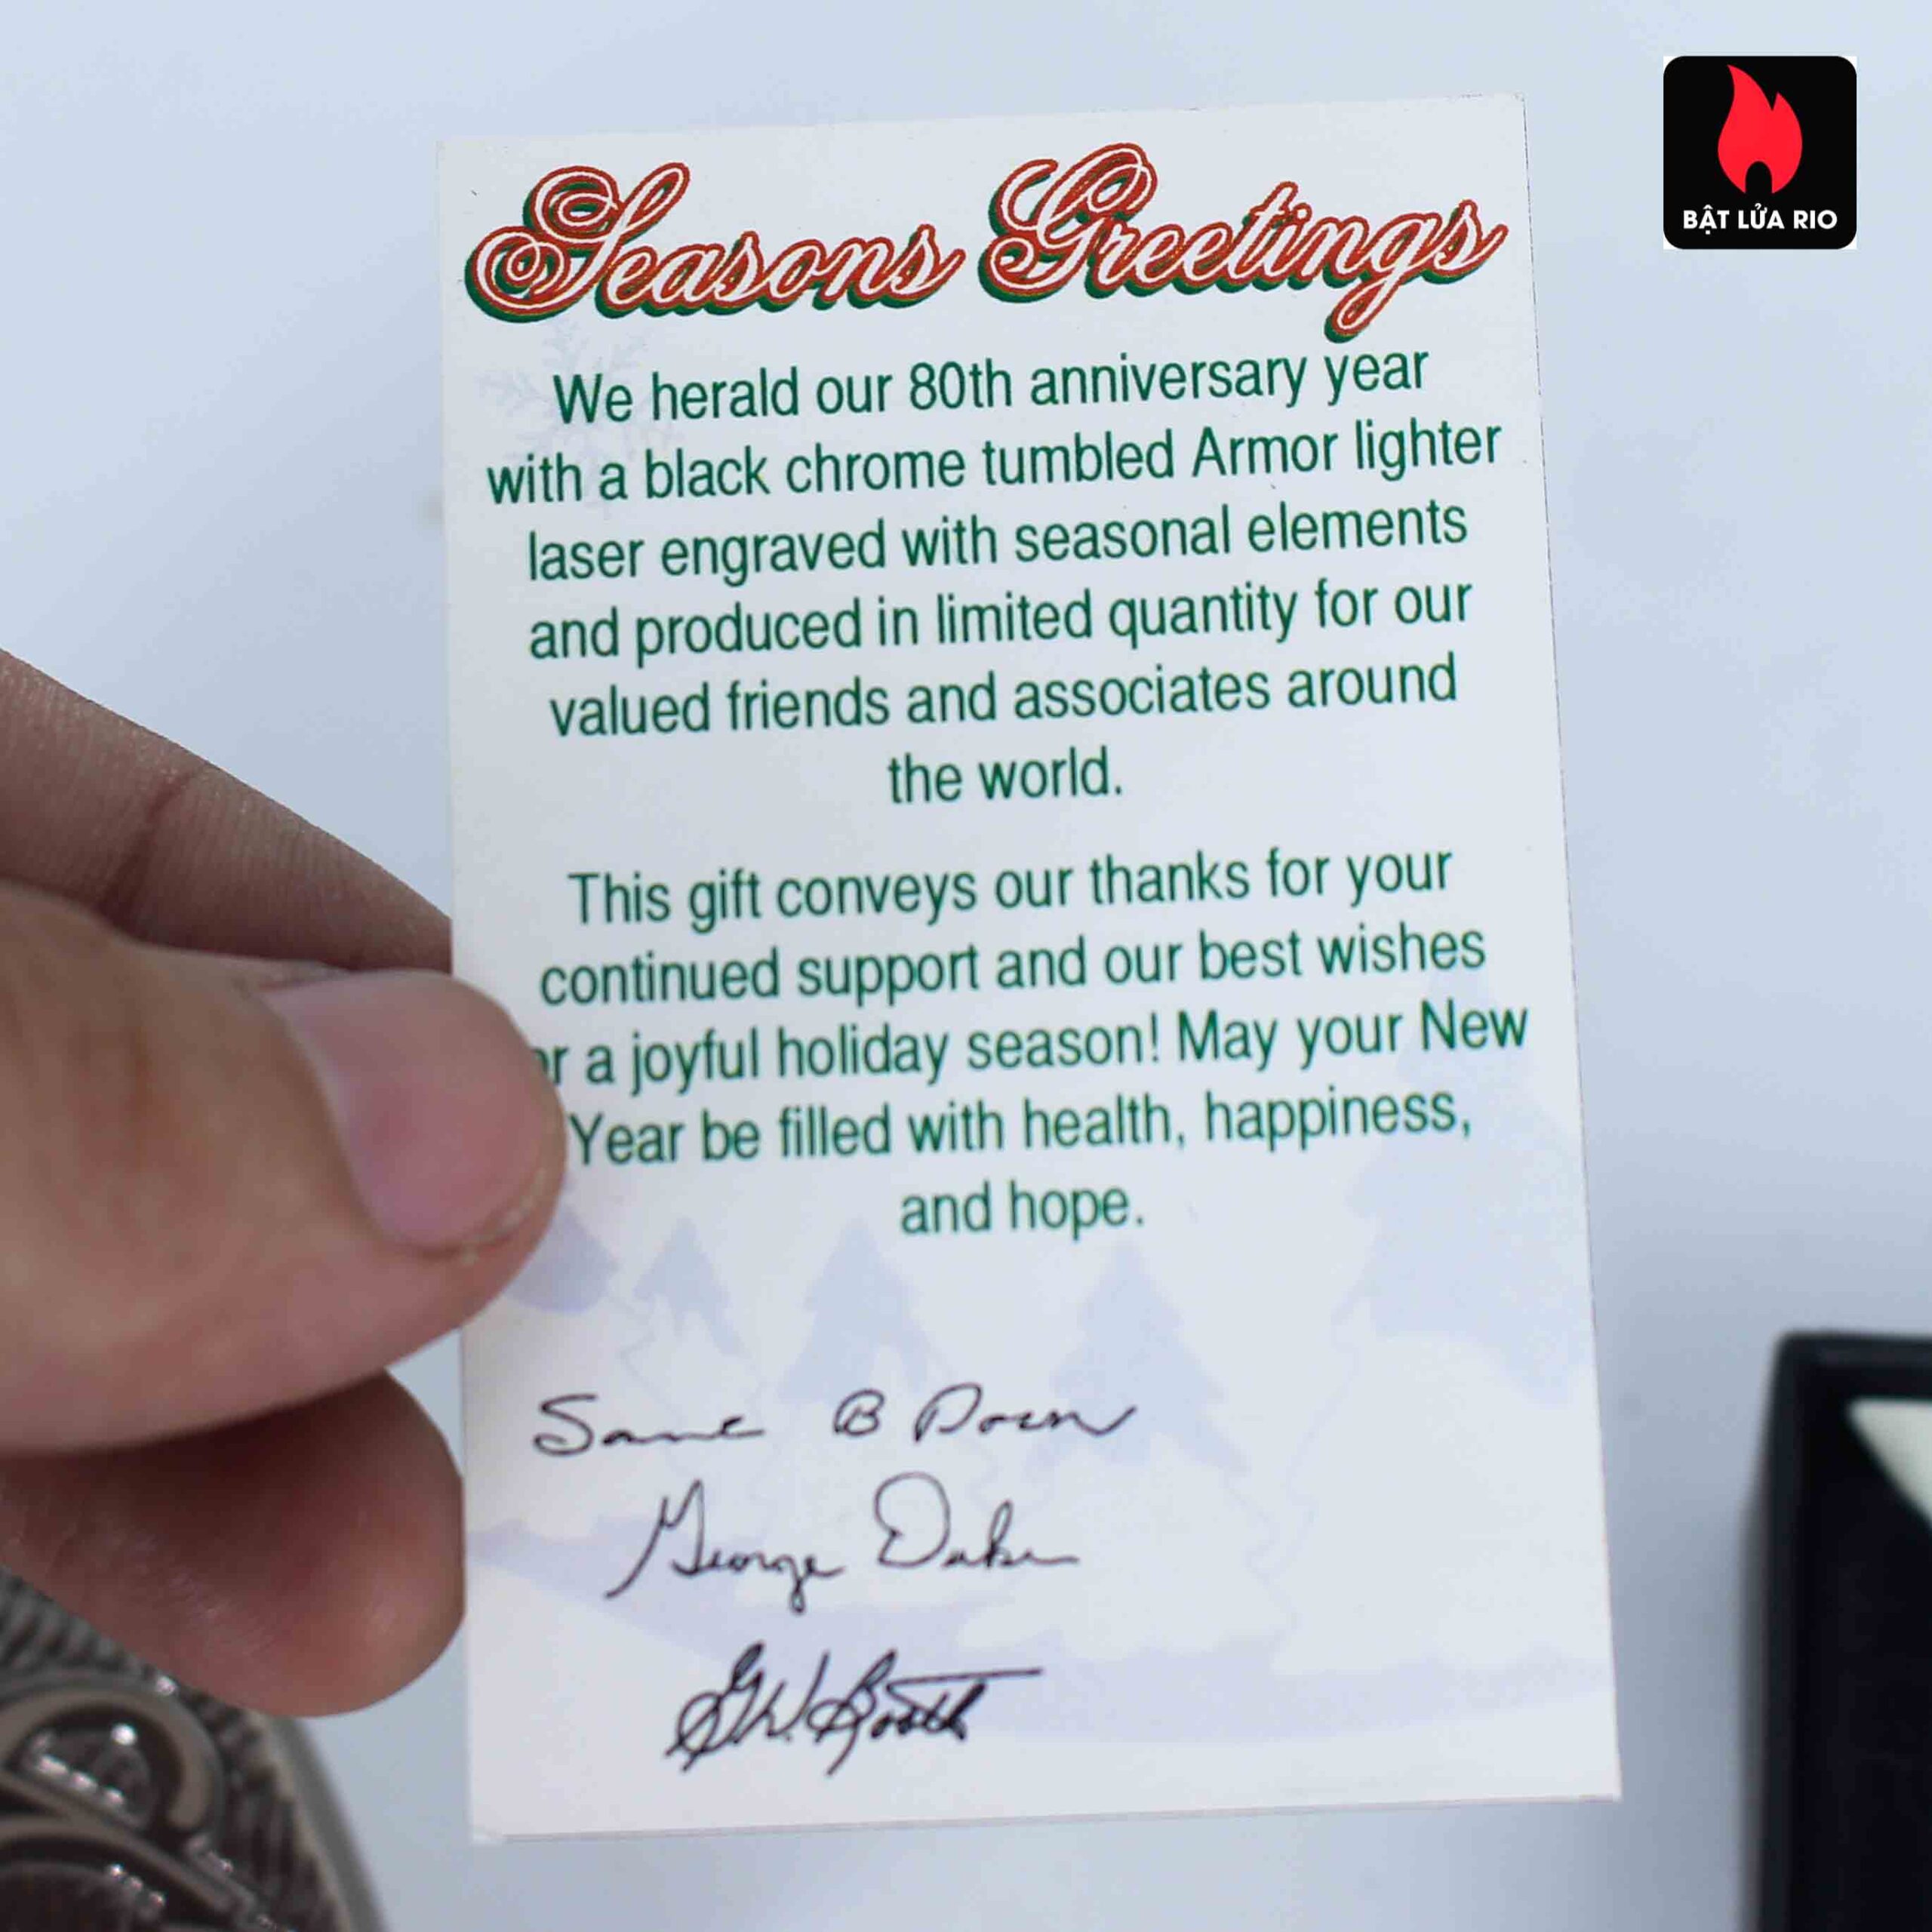 BẬT LỬA RIO
Seasons Greetings
We herald our 80th anniversary year
with a black chrome tumbled Armor lighter
laser engraved with seasonal elements
and produced in limited quantity for our
valued friends and associates around
the world.
This gift conveys our thanks for your
continued support and our best wishes
a joyful holiday season! May your New
Year be filled with health, happiness,
and hope.
George
G.W. Booth